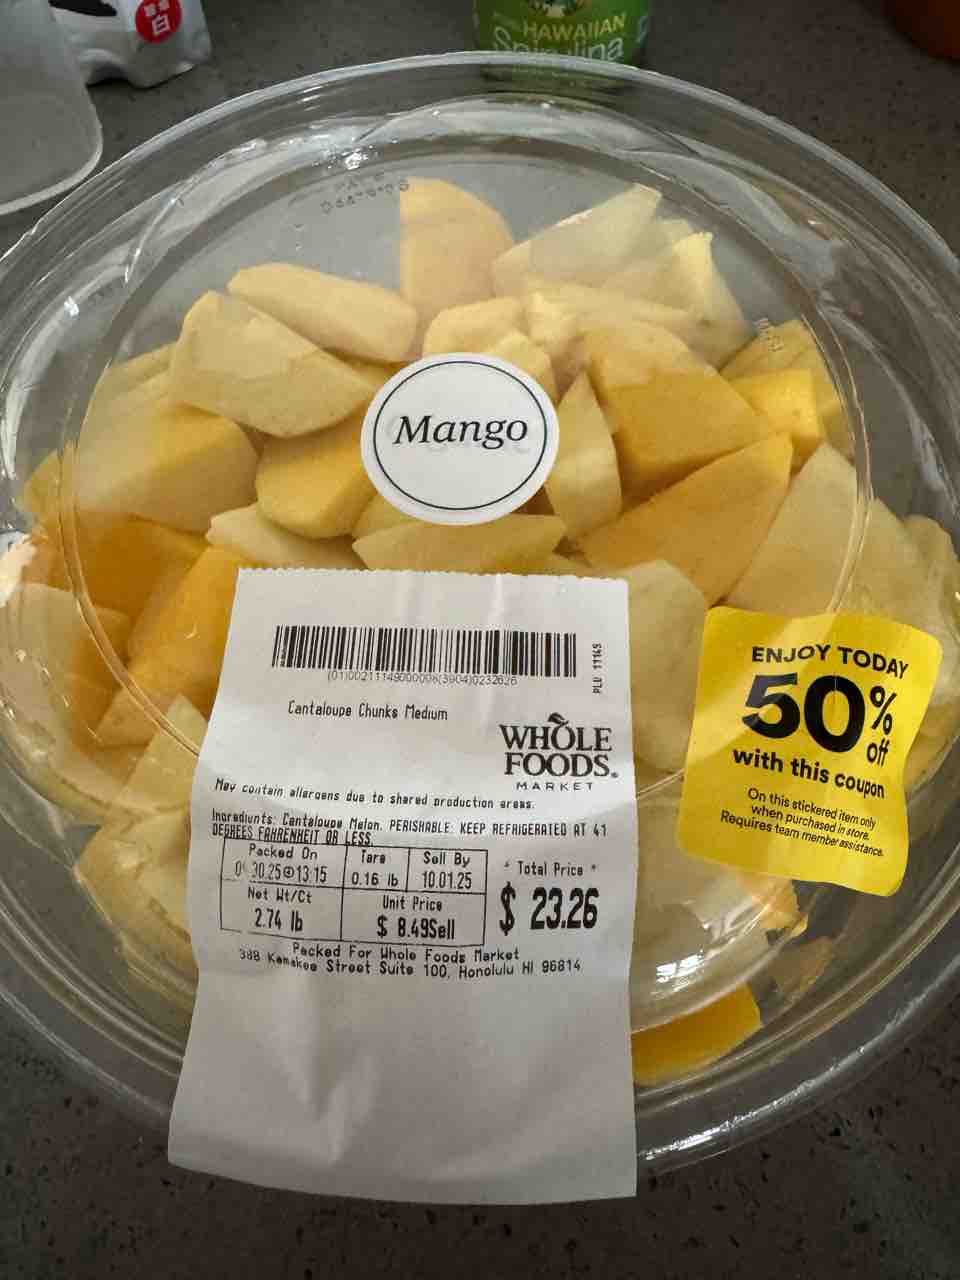 HAWAIIAN
Spirulina
Mango
(01)00211149000008(3904)0232626
PLU 11149
Cantaloupe Chunks Medium
WHOLE
FOODS®
MARKET
May contain allergens due to shared production areas.
Ingredients: Cantaloupe Melon. PERISHABLE: KEEP REFRIGERATED AT 41
DEGREES FAHRENHEIT OR LESS.
Packed On Tare Sell By
30.25@13:15 0.16 lb 10.01.25
Net Wt/Ct Unit Price
2.74 lb $ 8.49Sell
* Total Price *
$ 23.26
Packed For Whole Foods Market
388 Kamakee Street Suite 100, Honolulu HI 96814
ENJOY TODAY
50%
off
with this coupon
On this stickered item only
when purchased in store.
Requires team member assistance.